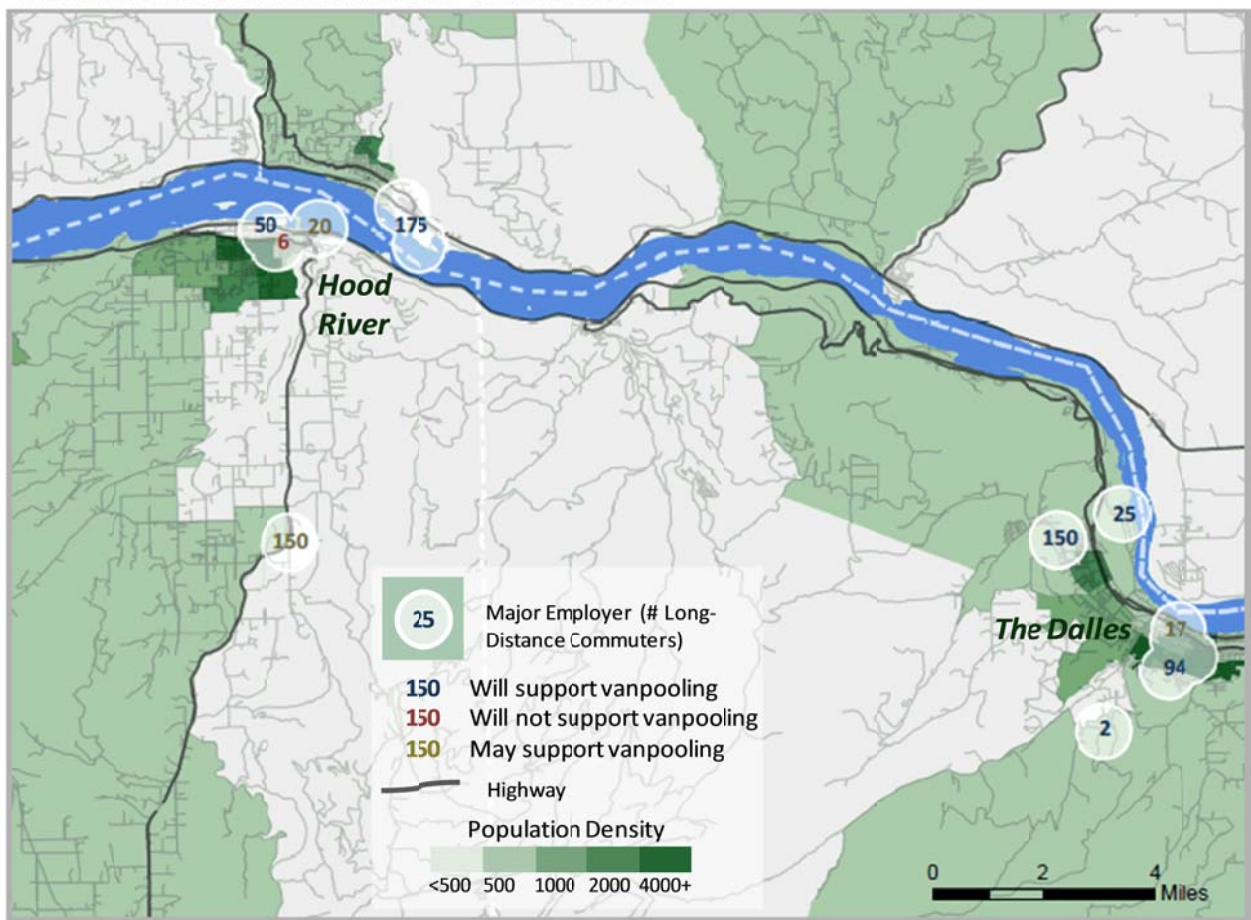 50
20
6
175
Hood
River
150
25
150
The Dalles
17
94
2
25
Major Employer (# Long-
Distance Commuters)
150 Will support vanpooling
150 Will not support vanpooling
150 May support vanpooling
Highway
Population Density
<500 500 1000 2000 4000+
0 2 4
Miles